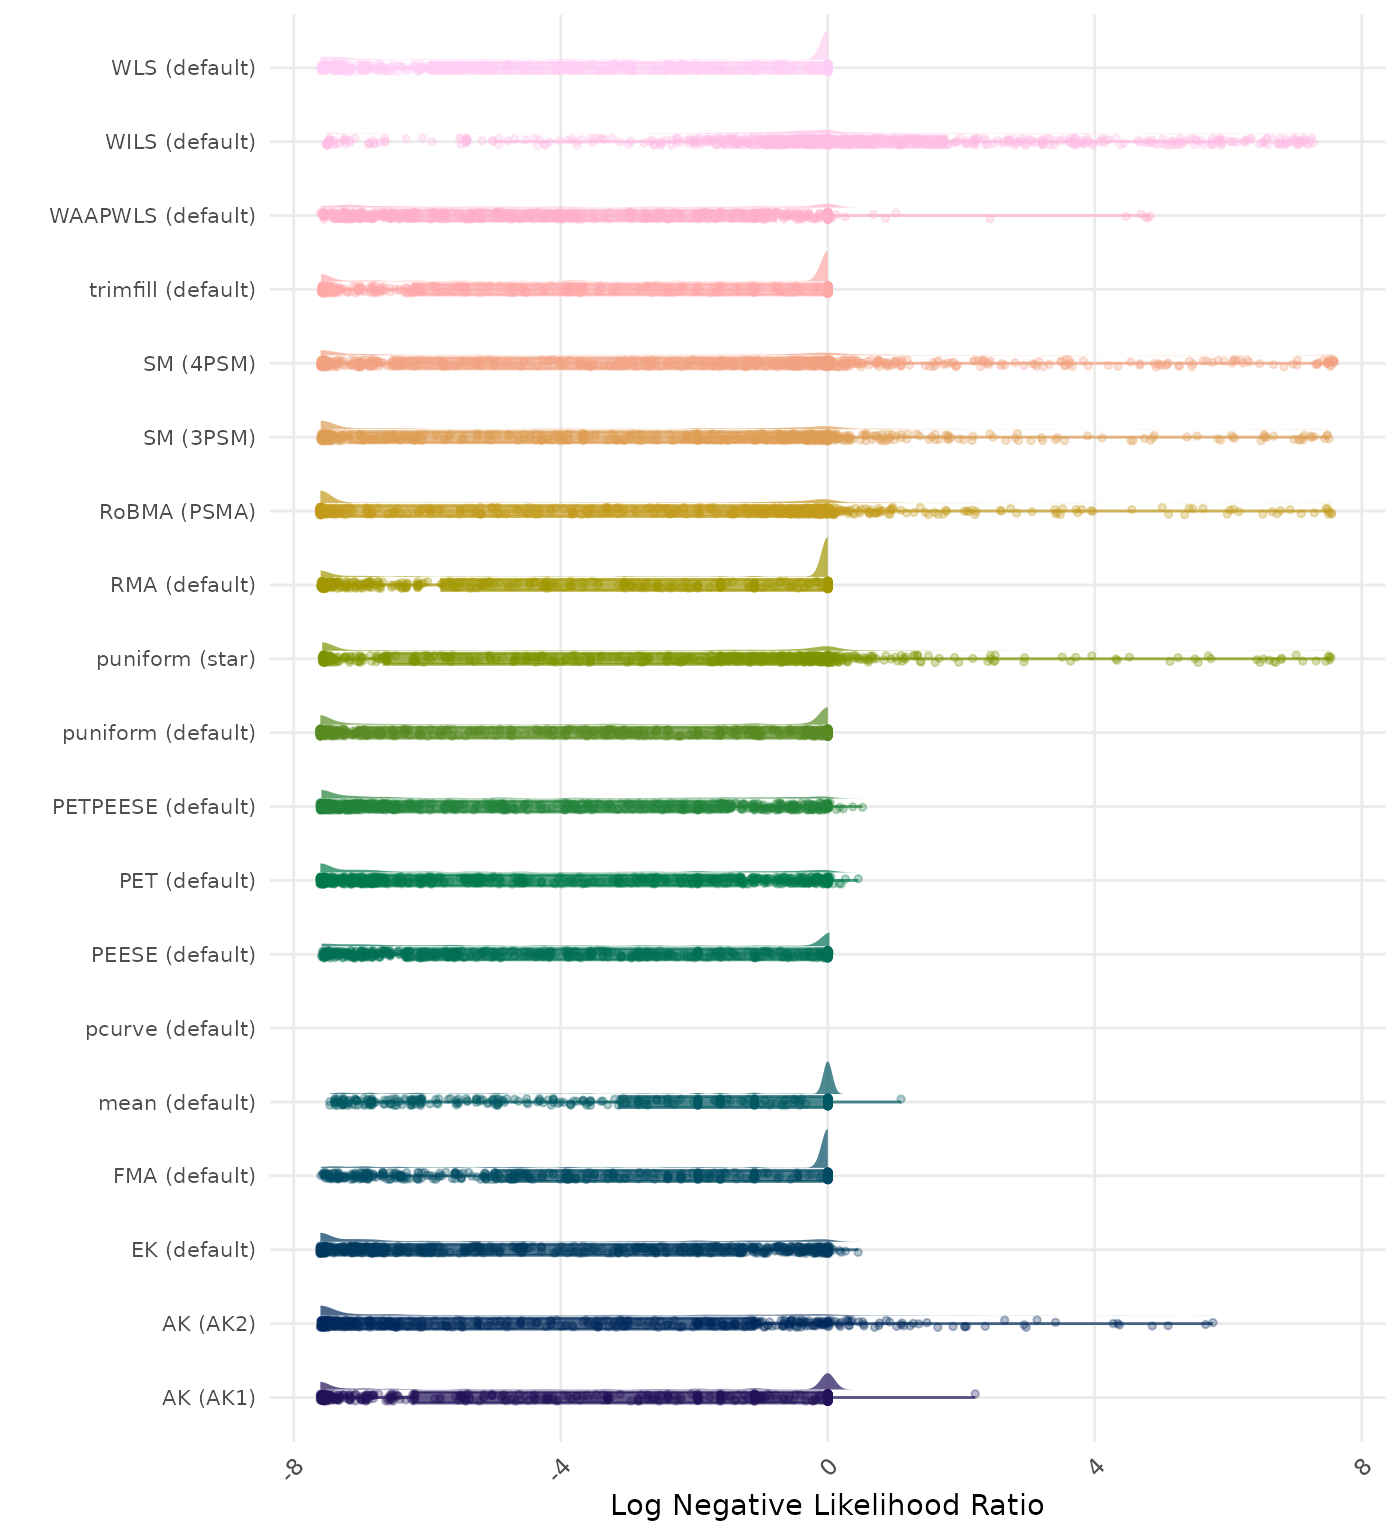 WLS (default)
WILS (default)
WAAPWLS (default)
trimfill (default)
SM (4PSM)
SM (3PSM)
RoBMA (PSMA)
RMA (default)
puniform (star)
puniform (default)
PETPEESE (default)
PET (default)
PEESE (default)
pcurve (default)
mean (default)
FMA (default)
EK (default)
AK (AK2)
AK (AK1)
-8 -4 0 4 8
Log Negative Likelihood Ratio